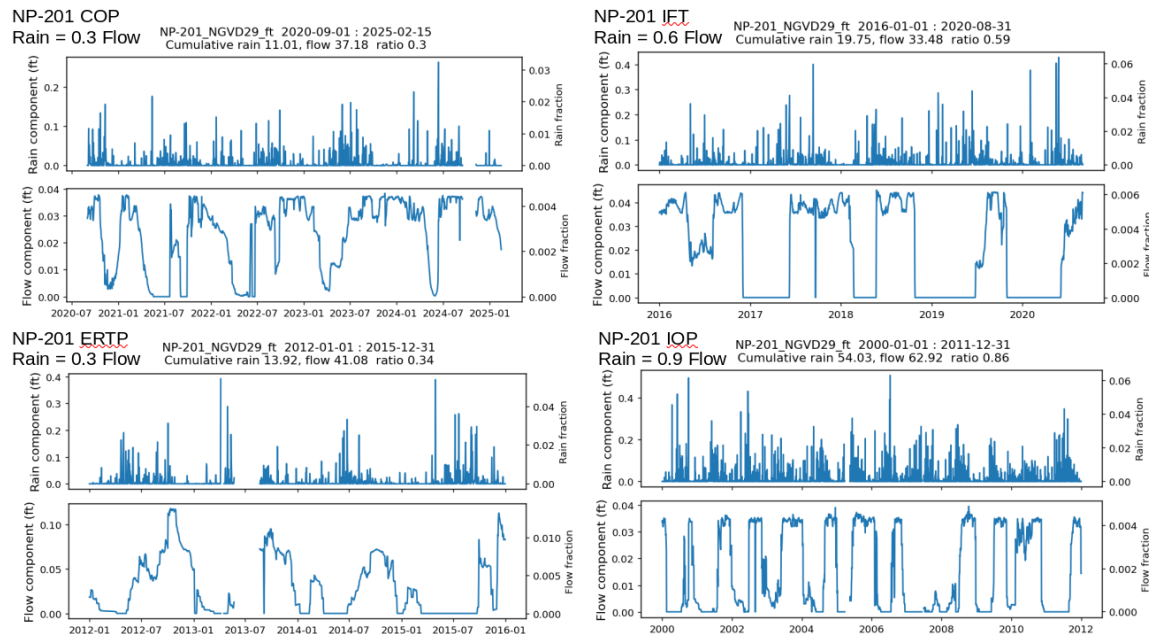 NP-201 COP
Rain = 0.3 Flow
NP-201_NGVD29_ft 2020-09-01 : 2025-02-15
Cumulative rain 11.01, flow 37.18 ratio 0.3
Rain component (ft)
0.2
0.1
0.0
0.03
0.02
0.01
0.00
Rain fraction
Flow component (ft)
0.04
0.03
0.02
0.01
0.00
0.004
0.002
0.000
Flow fraction
2020-07 2021-01 2021-07 2022-01 2022-07 2023-01 2023-07 2024-01 2024-07 2025-01
NP-201 IFT
Rain = 0.6 Flow
NP-201_NGVD29_ft 2016-01-01 : 2020-08-31
Cumulative rain 19.75, flow 33.48 ratio 0.59
Rain component (ft)
0.4
0.3
0.2
0.1
0.0
0.06
0.04
0.02
0.00
Rain fraction
Flow component (ft)
0.04
0.03
0.02
0.01
0.00
0.006
0.004
0.002
0.000
Flow fraction
2016 2017 2018 2019 2020
NP-201 ERTP
Rain = 0.3 Flow
NP-201_NGVD29_ft 2012-01-01 : 2015-12-31
Cumulative rain 13.92, flow 41.08 ratio 0.34
Rain component (ft)
0.4
0.3
0.2
0.1
0.0
0.04
0.02
0.00
Rain fraction
Flow component (ft)
0.10
0.05
0.00
0.010
0.005
0.000
Flow fraction
2012-01 2012-07 2013-01 2013-07 2014-01 2014-07 2015-01 2015-07 2016-01
NP-201 IOP
Rain = 0.9 Flow
NP-201_NGVD29_ft 2000-01-01 : 2011-12-31
Cumulative rain 54.03, flow 62.92 ratio 0.86
Rain component (ft)
0.4
0.2
0.0
0.06
0.04
0.02
0.00
Rain fraction
Flow component (ft)
0.04
0.03
0.02
0.01
0.00
0.004
0.002
0.000
Flow fraction
2000 2002 2004 2006 2008 2010 2012